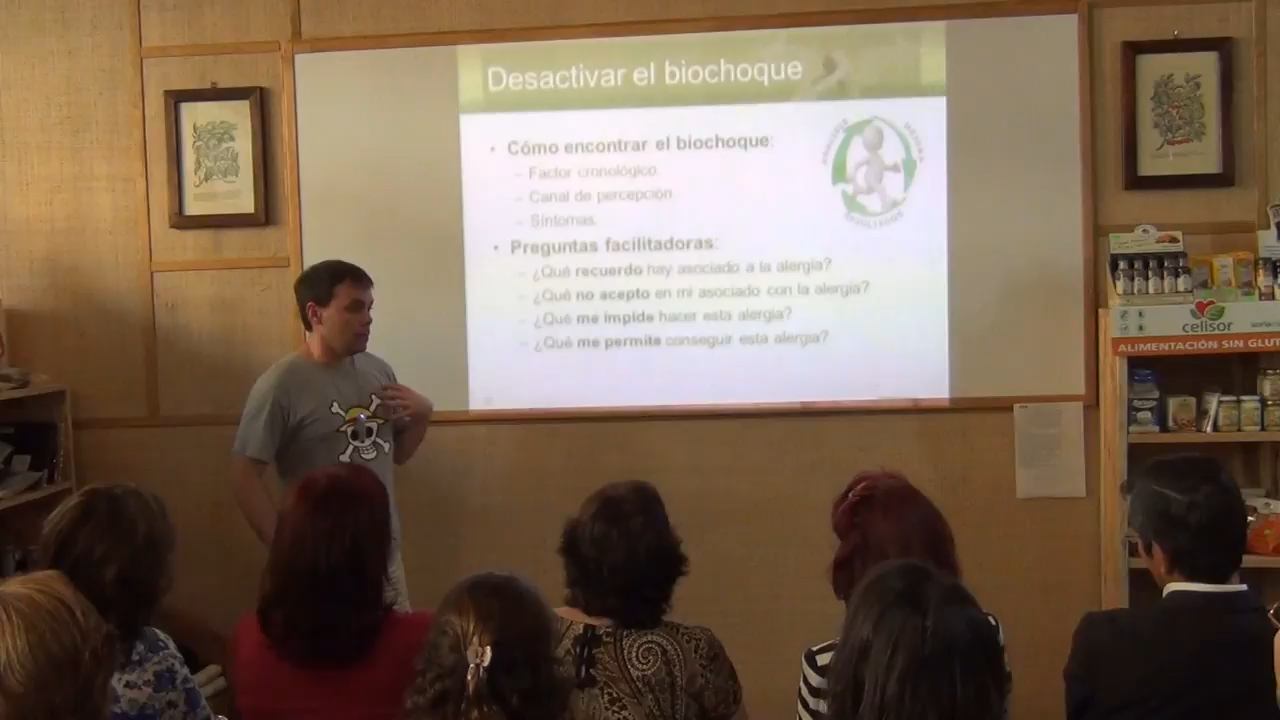 Desactivar el biochoque
• Cómo encontrar el biochoque:
– Factor cronológico.
– Canal de percepción.
– Síntomas.
• Preguntas facilitadoras:
– ¿Qué recuerdo hay asociado a la alergia?
– ¿Qué no acepto en mi asociado con la alergia?
– ¿Qué me impide hacer esta alergia?
– ¿Qué me permite conseguir esta alergia?
celisor
ALIMENTACIÓN SIN GLUT